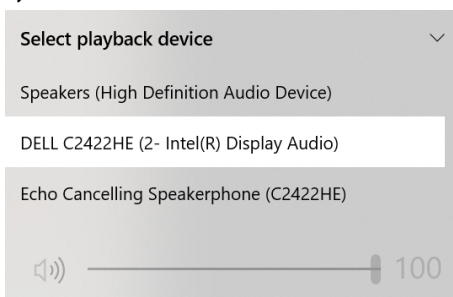 Select playback device
Speakers (High Definition Audio Device)
DELL C2422HE (2- Intel(R) Display Audio)
Echo Cancelling Speakerphone (C2422HE)
100